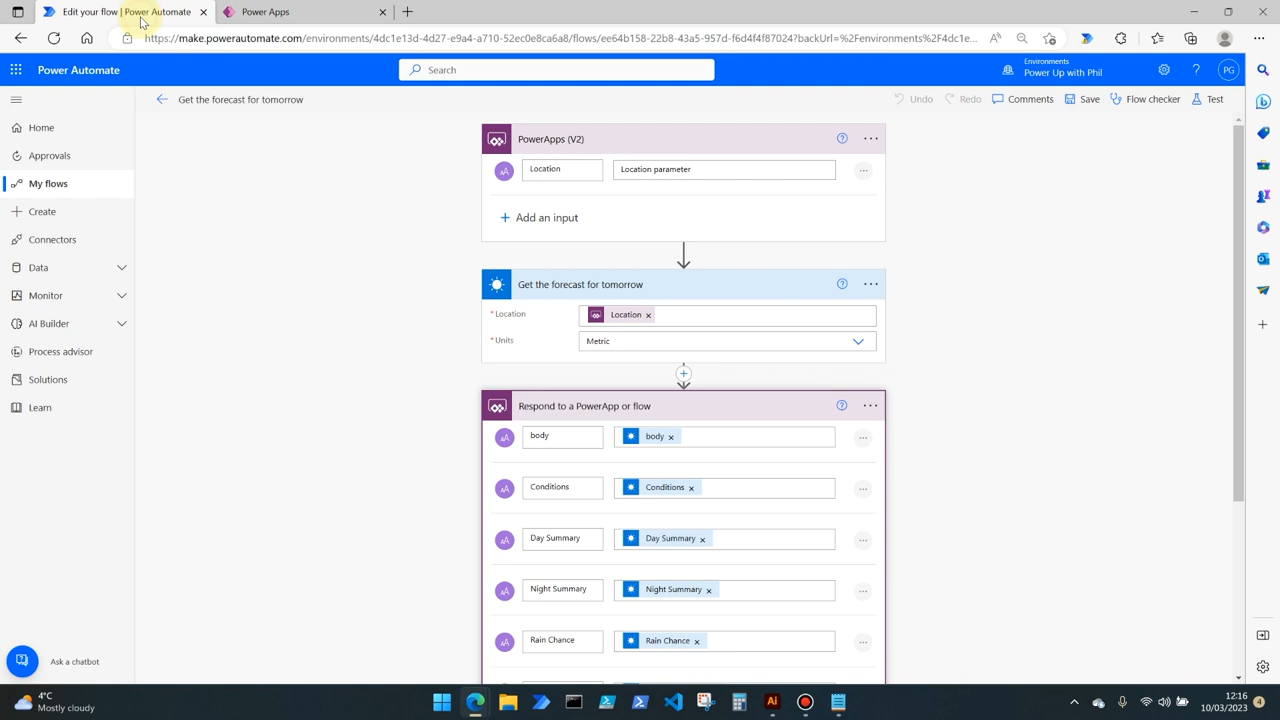 Edit your flow | Power Automate
Power Apps
https://make.powerautomate.com/environments/4dc1e13d-4d27-e9a4-a710-52ec0e8ca6a8/flows/ee64b158-22b8-43a5-957d-f6d4f4f87024?backUrl=%2Fenvironments%2F4dc1e...
Power Automate
Search
Environments
Power Up with Phil
PG
Get the forecast for tomorrow
Undo
Redo
Comments
Save
Flow checker
Test
Home
Approvals
My flows
Create
Connectors
Data
Monitor
AI Builder
Process advisor
Solutions
Learn
Ask a chatbot
PowerApps (V2)
Location
Location parameter
Add an input
Get the forecast for tomorrow
* Location
Location
* Units
Metric
Respond to a PowerApp or flow
body
body
Conditions
Conditions
Day Summary
Day Summary
Night Summary
Night Summary
Rain Chance
Rain Chance
4°C
Mostly cloudy
12:16
10/03/2023